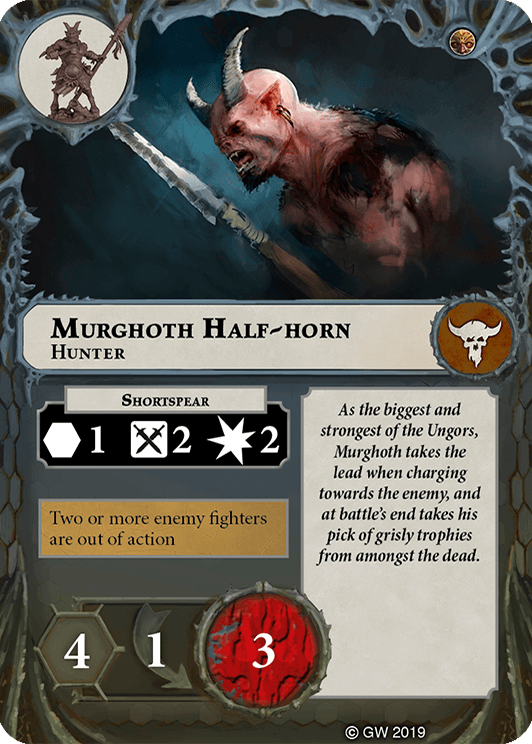 Murghoth Half-horn
Hunter
Shortspear
1 2 2
Two or more enemy fighters
are out of action
As the biggest and
strongest of the Ungors,
Murghoth takes the
lead when charging
towards the enemy, and
at battle's end takes his
pick of grisly trophies
from amongst the dead.
4 1 3
© GW 2019